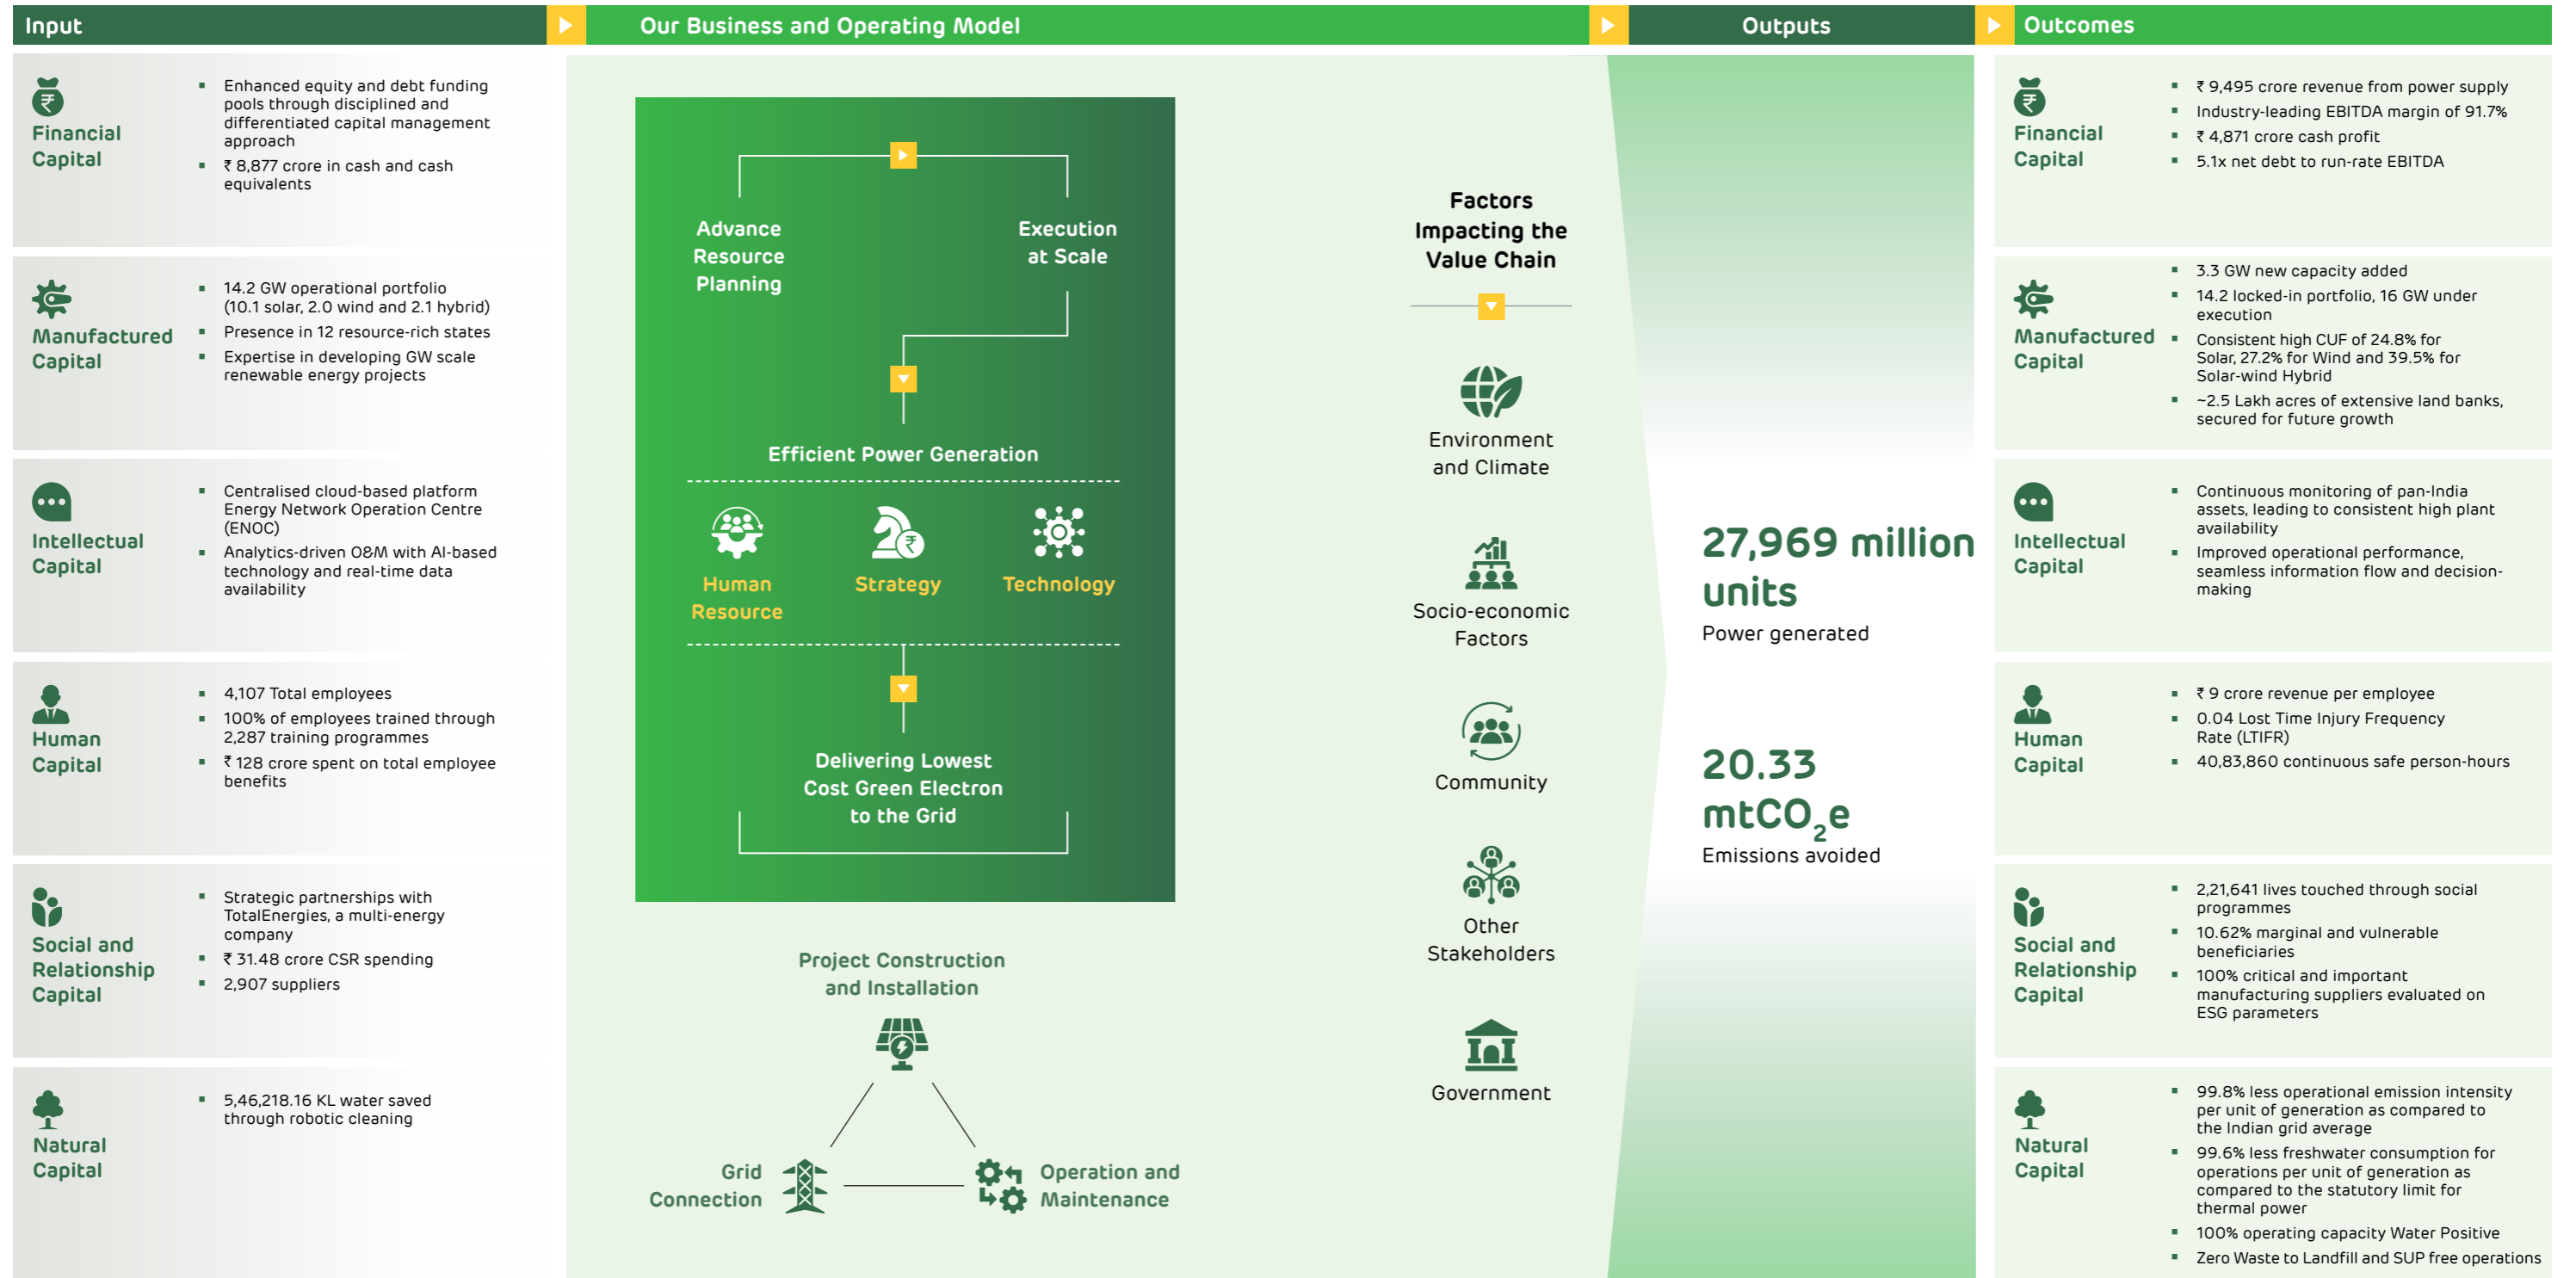 Input
Our Business and Operating Model
Outputs
Outcomes
Financial
Capital
▪ Enhanced equity and debt funding
pools through disciplined and
differentiated capital management
approach
▪ ₹ 8,877 crore in cash and cash
equivalents
Manufactured
Capital
▪ 14.2 GW operational portfolio
(10.1 solar, 2.0 wind and 2.1 hybrid)
▪ Presence in 12 resource-rich states
▪ Expertise in developing GW scale
renewable energy projects
Intellectual
Capital
▪ Centralised cloud-based platform
Energy Network Operation Centre
(ENOC)
▪ Analytics-driven O&M with AI-based
technology and real-time data
availability
Human
Capital
▪ 4,107 Total employees
▪ 100% of employees trained through
2,287 training programmes
▪ ₹ 128 crore spent on total employee
benefits
Social and
Relationship
Capital
▪ Strategic partnerships with
TotalEnergies, a multi-energy
company
▪ ₹ 31.48 crore CSR spending
▪ 2,907 suppliers
Natural
Capital
▪ 5,46,218.16 KL water saved
through robotic cleaning
Advance
Resource
Planning
Execution
at Scale
Efficient Power Generation
Human
Resource
Strategy
Technology
Delivering Lowest
Cost Green Electron
to the Grid
Project Construction
and Installation
Grid
Connection
Operation and
Maintenance
Factors
Impacting the
Value Chain
Environment
and Climate
Socio-economic
Factors
Community
Other
Stakeholders
Government
27,969 million
units
Power generated
20.33
mtCO₂e
Emissions avoided
Financial
Capital
▪ ₹ 9,495 crore revenue from power supply
▪ Industry-leading EBITDA margin of 91.7%
▪ ₹ 4,871 crore cash profit
▪ 5.1x net debt to run-rate EBITDA
Manufactured
Capital
▪ 3.3 GW new capacity added
▪ 14.2 locked-in portfolio, 16 GW under
execution
▪ Consistent high CUF of 24.8% for
Solar, 27.2% for Wind and 39.5% for
Solar-wind Hybrid
▪ ~2.5 Lakh acres of extensive land banks,
secured for future growth
Intellectual
Capital
▪ Continuous monitoring of pan-India
assets, leading to consistent high plant
availability
▪ Improved operational performance,
seamless information flow and decision-
making
Human
Capital
▪ ₹ 9 crore revenue per employee
▪ 0.04 Lost Time Injury Frequency
Rate (LTIFR)
▪ 40,83,860 continuous safe person-hours
Social and
Relationship
Capital
▪ 2,21,641 lives touched through social
programmes
▪ 10.62% marginal and vulnerable
beneficiaries
▪ 100% critical and important
manufacturing suppliers evaluated on
ESG parameters
Natural
Capital
▪ 99.8% less operational emission intensity
per unit of generation as compared to
the Indian grid average
▪ 99.6% less freshwater consumption for
operations per unit of generation as
compared to the statutory limit for
thermal power
▪ 100% operating capacity Water Positive
▪ Zero Waste to Landfill and SUP free operations